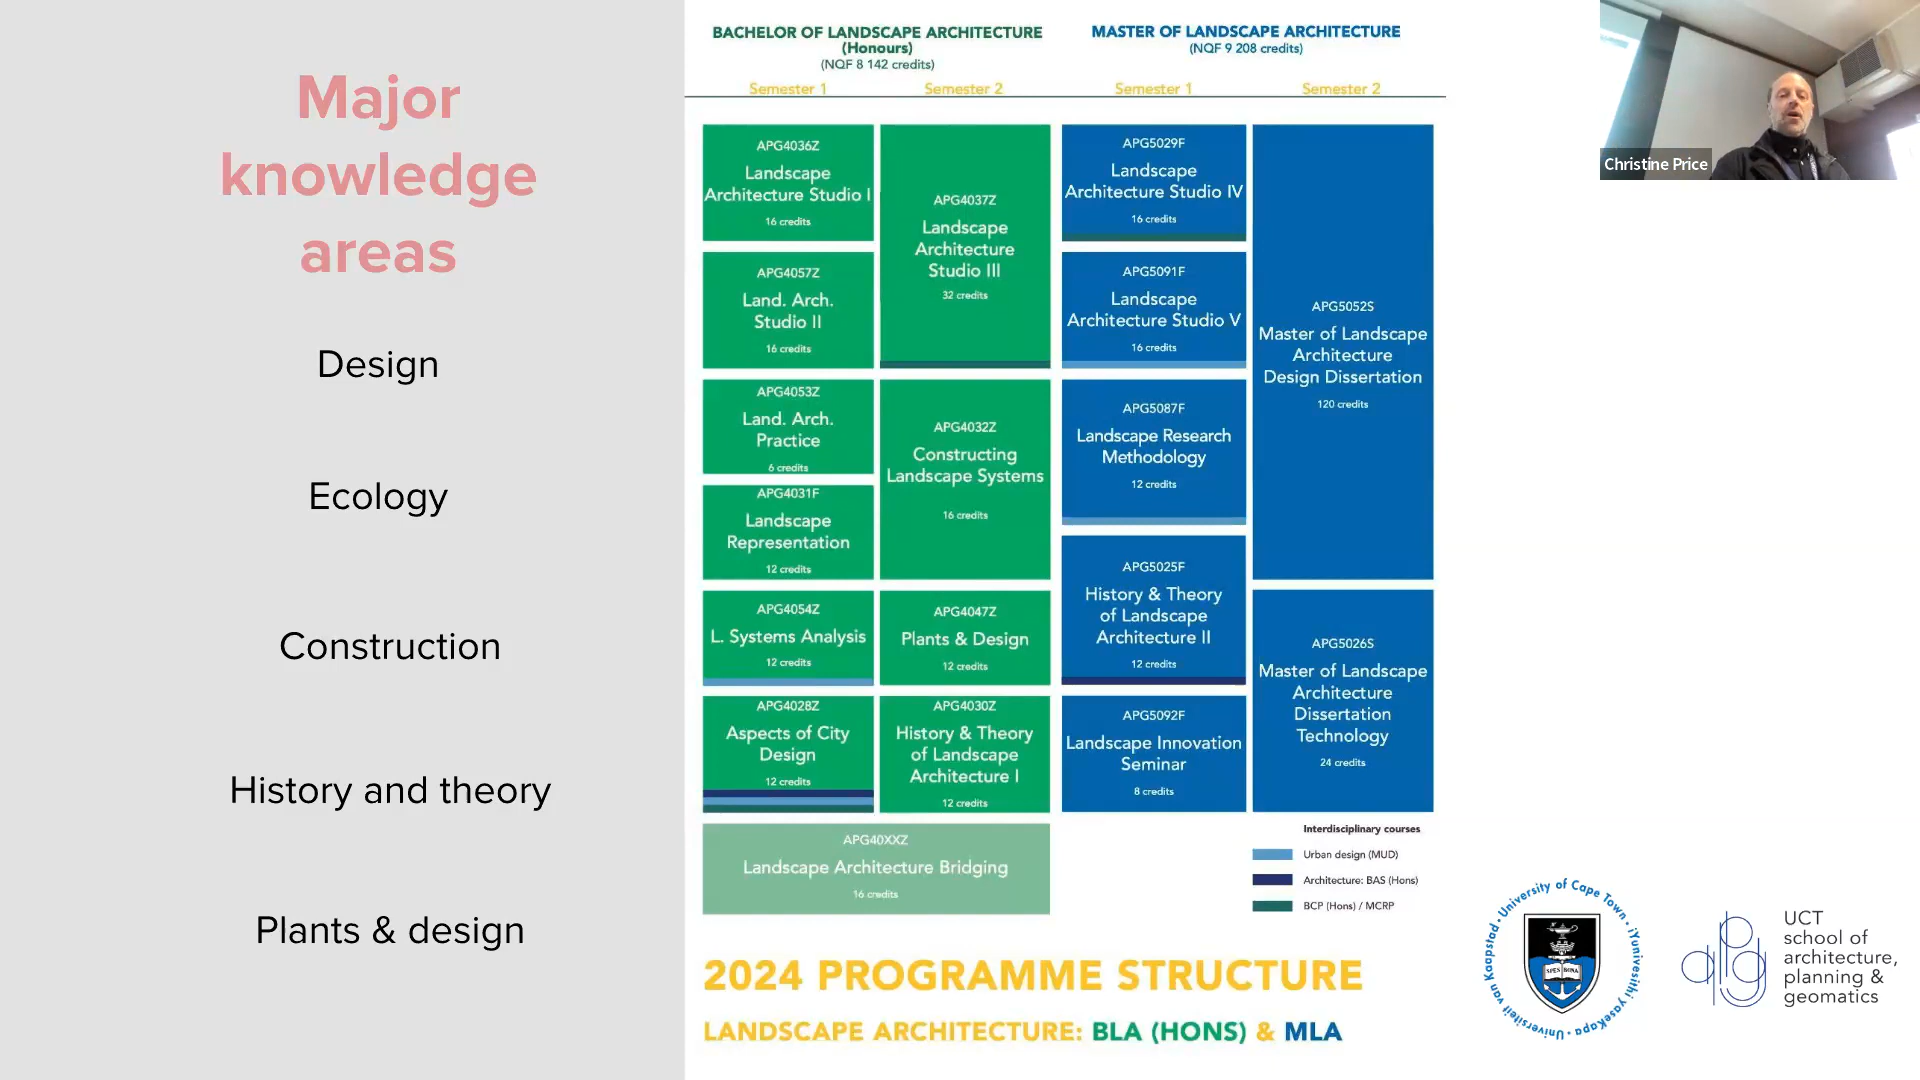 Major
knowledge
areas
Design
Ecology
Construction
History and theory
Plants & design
BACHELOR OF LANDSCAPE ARCHITECTURE
(Honours)
(NQF 8 142 credits)
MASTER OF LANDSCAPE ARCHITECTURE
(NQF 9 208 credits)
Semester 1
Semester 2
Semester 1
Semester 2
APG4036Z
Landscape
Architecture Studio I
16 credits
APG4057Z
Land. Arch.
Studio II
16 credits
APG4053Z
Land. Arch.
Practice
6 credits
APG4031F
Landscape
Representation
12 credits
APG4054Z
L. Systems Analysis
12 credits
APG4028Z
Aspects of City
Design
12 credits
APG4037Z
Landscape
Architecture
Studio III
32 credits
APG4032Z
Constructing
Landscape Systems
16 credits
APG4047Z
Plants & Design
12 credits
APG4030Z
History & Theory
of Landscape
Architecture I
12 credits
APG40XXZ
Landscape Architecture Bridging
16 credits
APG5029F
Landscape
Architecture Studio IV
16 credits
APG5091F
Landscape
Architecture Studio V
16 credits
APG5087F
Landscape Research
Methodology
12 credits
APG5025F
History & Theory
of Landscape
Architecture II
12 credits
APG5092F
Landscape Innovation
Seminar
8 credits
APG5052S
Master of Landscape
Architecture
Design Dissertation
120 credits
APG5026S
Master of Landscape
Architecture
Dissertation
Technology
24 credits
Interdisciplinary courses
Urban design (MUD)
Architecture: BAS (Hons)
BCP (Hons) / MCRP
2024 PROGRAMME STRUCTURE
LANDSCAPE ARCHITECTURE: BLA (HONS) & MLA
Christine Price
University of Cape Town · iYunivesithi yaseKapa · Universiteit van Kaapstad
SPES BONA
apg
UCT
school of
architecture,
planning &
geomatics